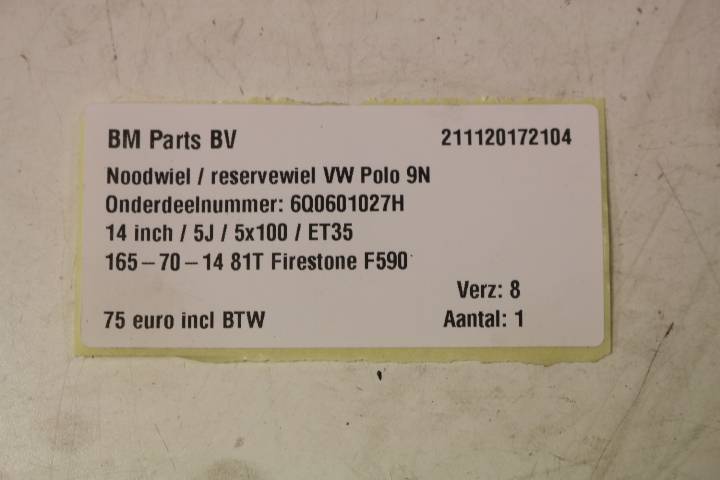 BM Parts BV 211120172104
Noodwiel / reservewiel VW Polo 9N
Onderdeelnummer: 6Q0601027H
14 inch / 5J / 5x100 / ET35
165-70-14 81T Firestone F590
Verz: 8
75 euro incl BTW Aantal: 1